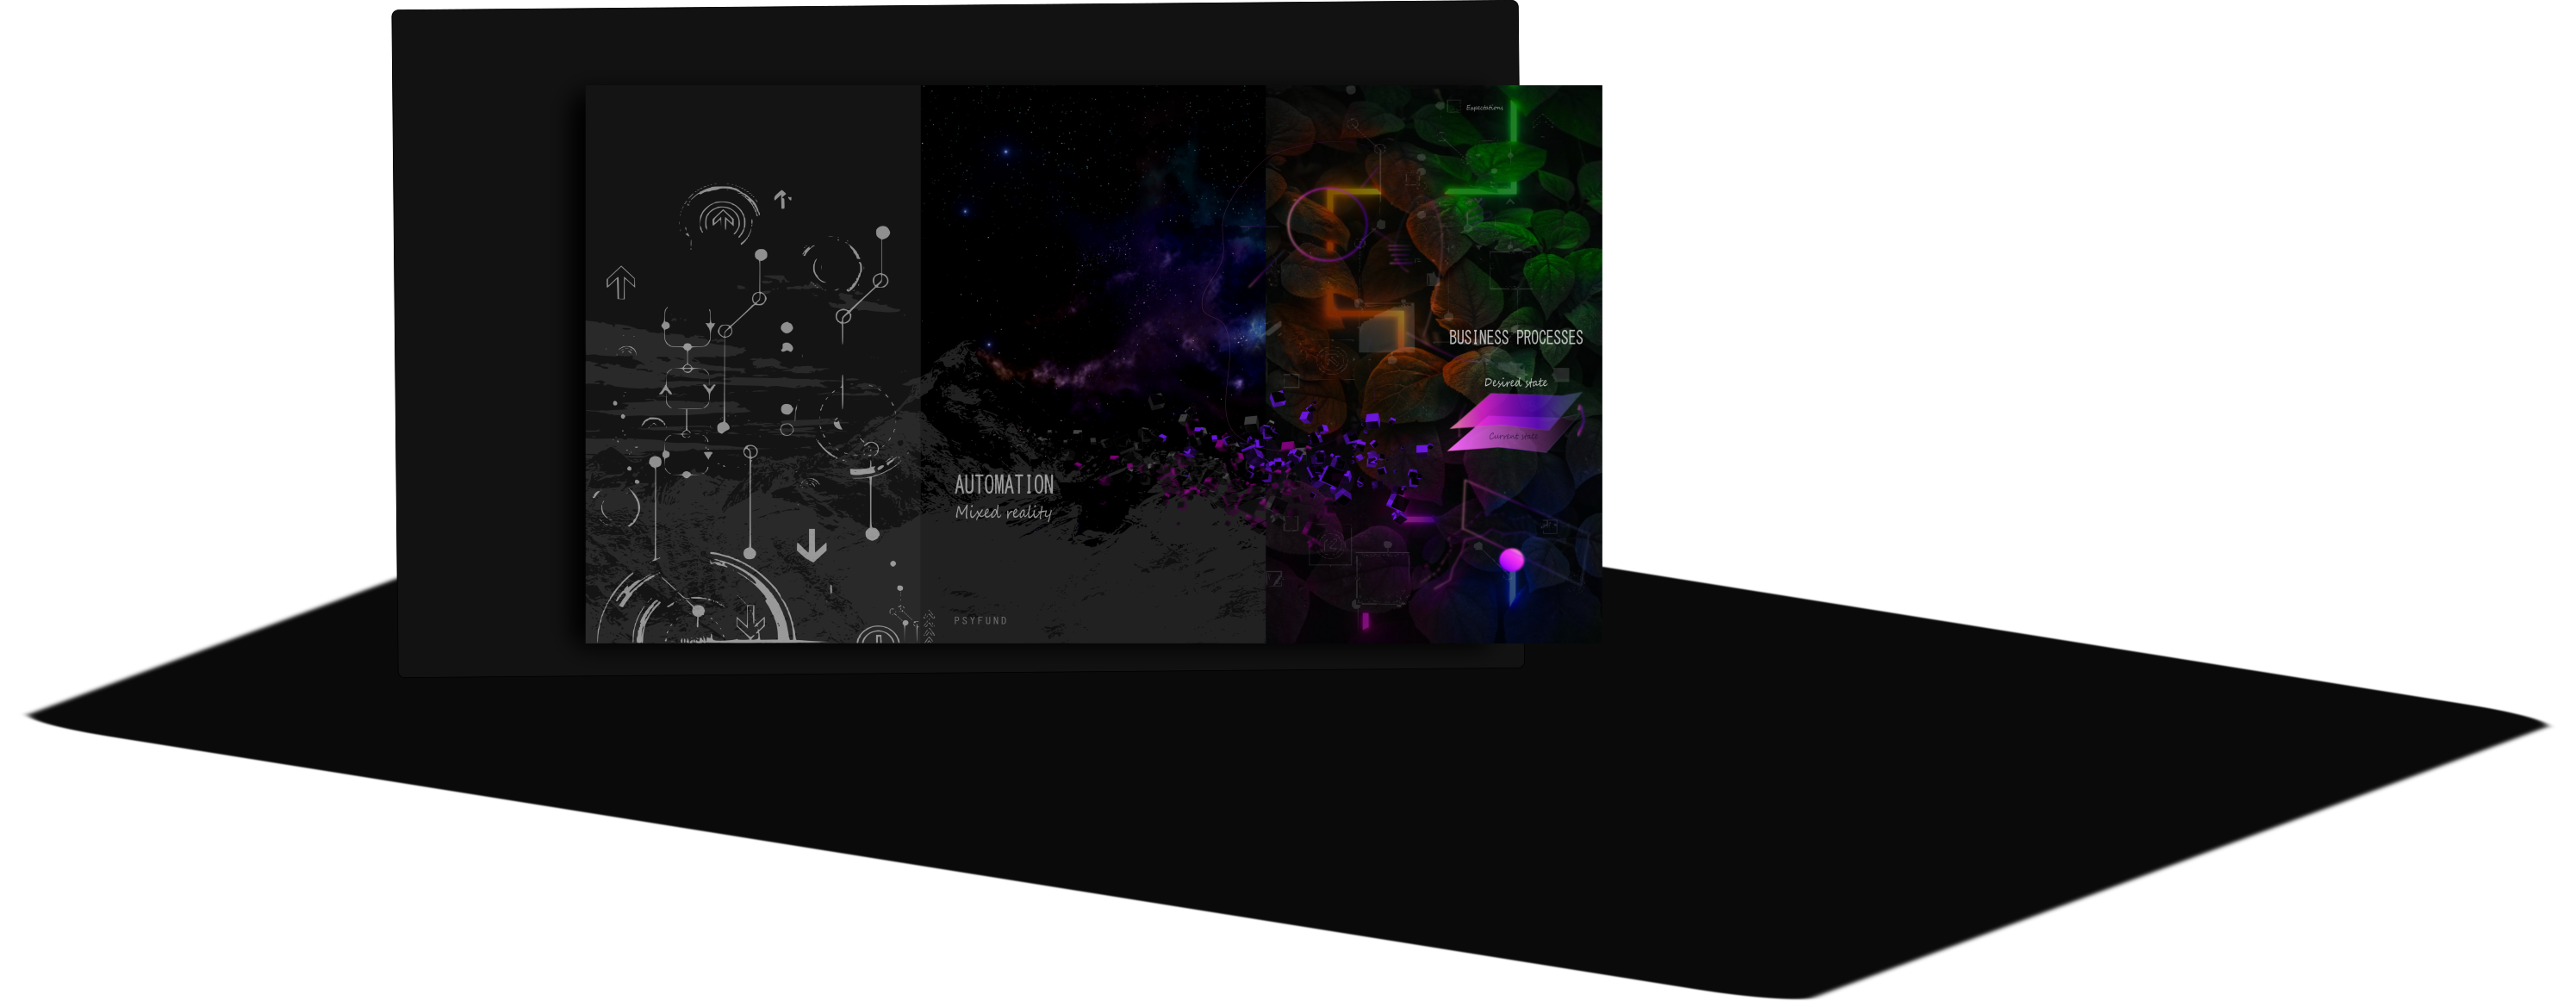 Expectations
BUSINESS PROCESSES
Desired state
Current state
AUTOMATION
Mixed reality
PSYFUND